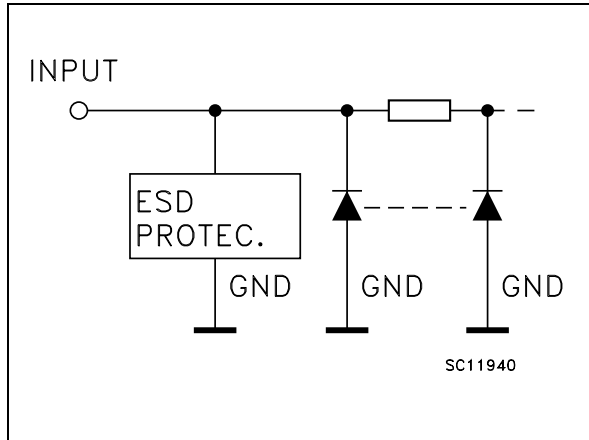 INPUT
ESD
PROTEC.
GND
GND
GND
SC11940